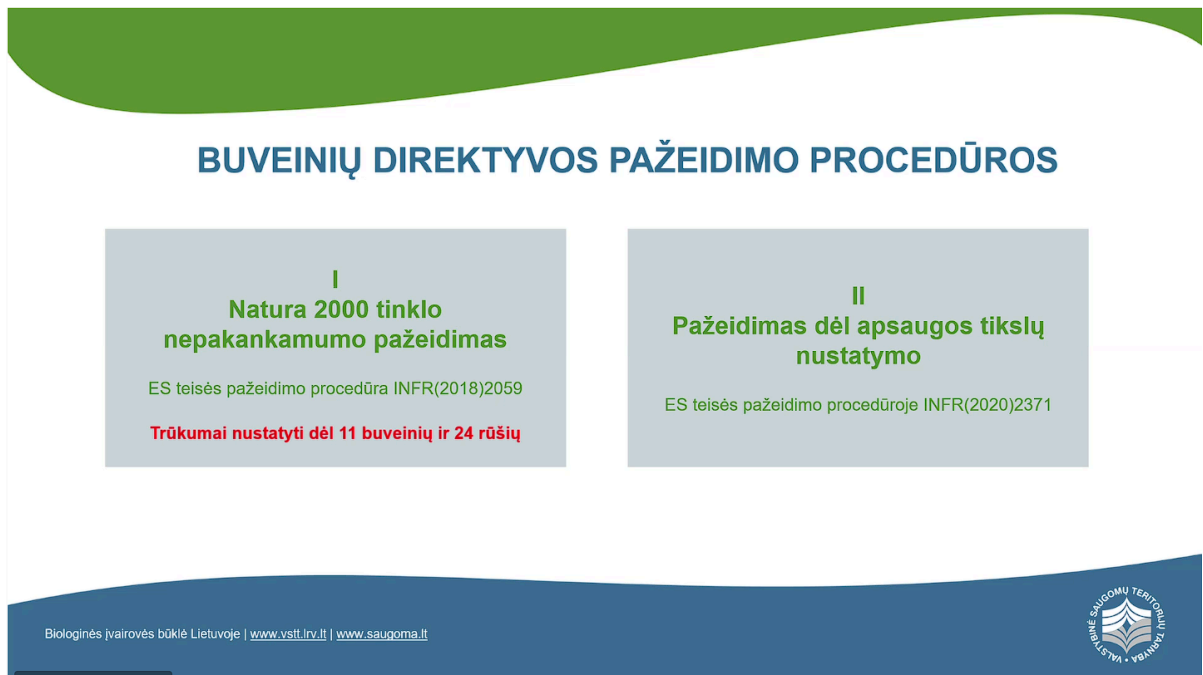 BUVEINIŲ DIREKTYVOS PAŽEIDIMO PROCEDŪROS
I
Natura 2000 tinklo
nepakankamumo pažeidimas
ES teisės pažeidimo procedūra INFR(2018)2059
Trūkumai nustatyti dėl 11 buveinių ir 24 rūšių
II
Pažeidimas dėl apsaugos tikslų
nustatymo
ES teisės pažeidimo procedūroje INFR(2020)2371
Biologinės įvairovės būklė Lietuvoje | www.vstt.lrv.lt | www.saugoma.lt
VALSTYBINĖ SAUGOMŲ TERITORIJŲ TARNYBA